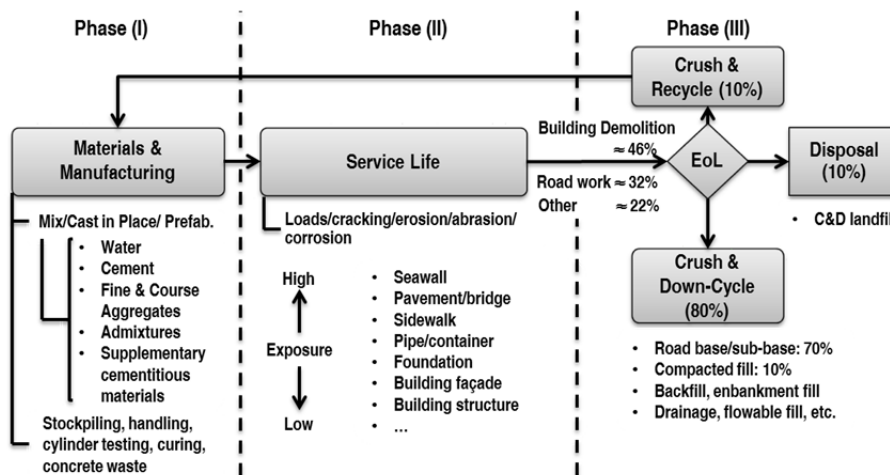 Phase (I)
Phase (II)
Phase (III)
Materials &
Manufacturing
Mix/Cast in Place/ Prefab.
• Water
• Cement
• Fine & Course
Aggregates
• Admixtures
• Supplementary
cementitious
materials
Stockpiling, handling,
cylinder testing, curing,
concrete waste
Service Life
Loads/cracking/erosion/abrasion/
corrosion
High
Exposure
Low
• Seawall
• Pavement/bridge
• Sidewalk
• Pipe/container
• Foundation
• Building façade
• Building structure
• ...
Building Demolition
≈ 46%
Road work ≈ 32%
Other ≈ 22%
Crush &
Recycle (10%)
EoL
Disposal
(10%)
• C&D landfill
Crush &
Down-Cycle
(80%)
• Road base/sub-base: 70%
• Compacted fill: 10%
• Backfill, enbankment fill
• Drainage, flowable fill, etc.